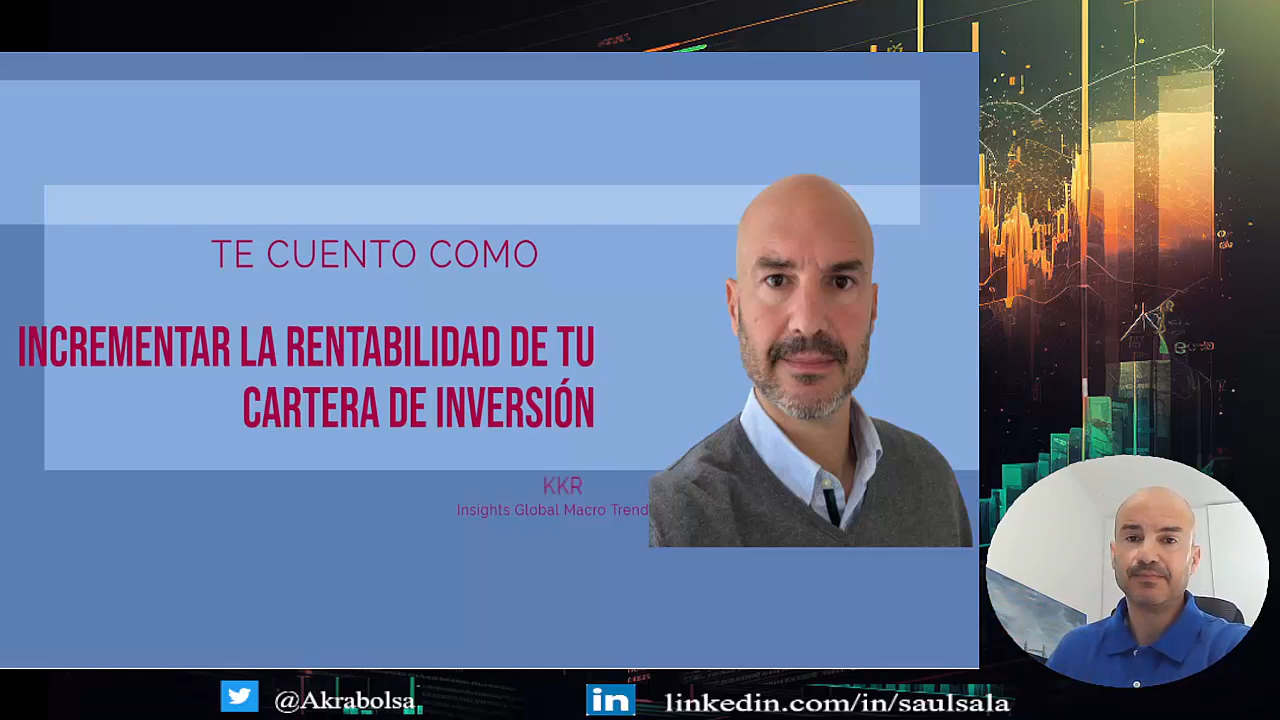 TE CUENTO COMO
INCREMENTAR LA RENTABILIDAD DE TU
CARTERA DE INVERSIÓN
KKR
Insights Global Macro Trend
@Akrabolsa
in linkedin.com/in/saulsala